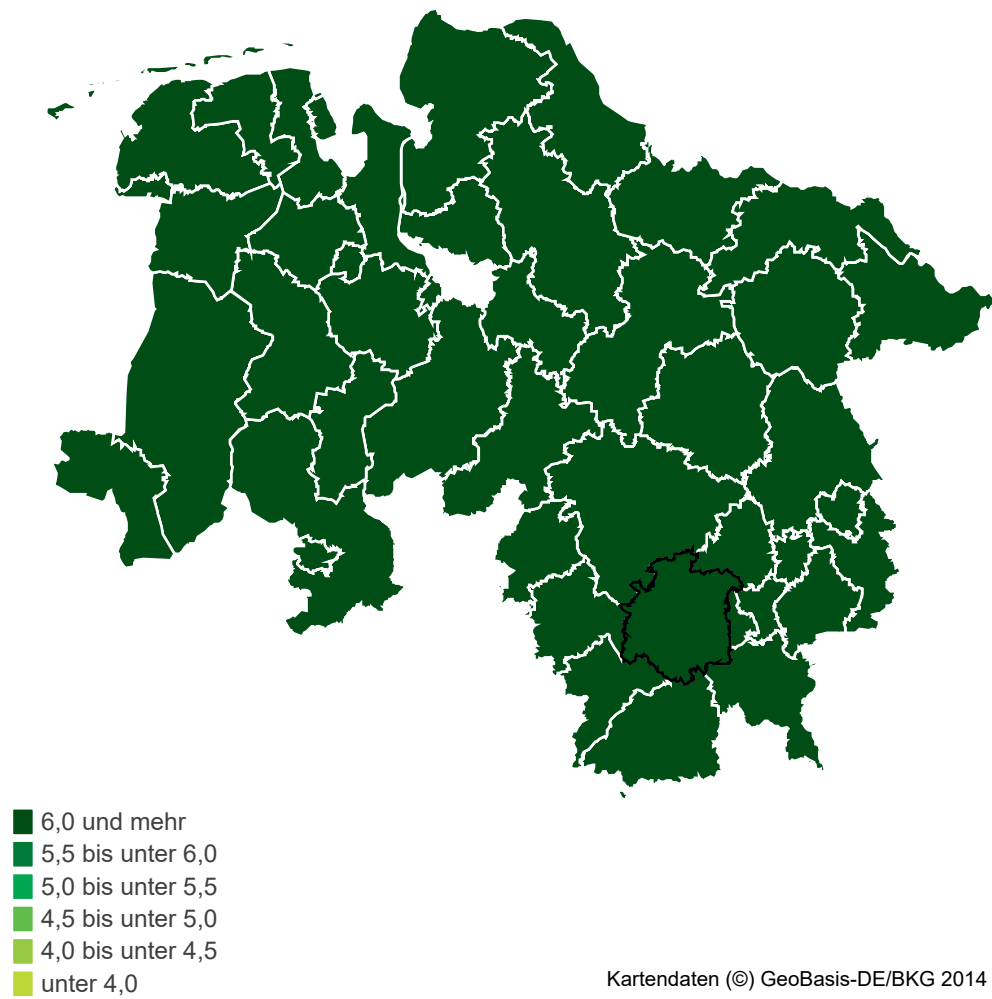 6,0 und mehr
5,5 bis unter 6,0
5,0 bis unter 5,5
4,5 bis unter 5,0
4,0 bis unter 4,5
unter 4,0
Kartendaten (©) GeoBasis-DE/BKG 2014